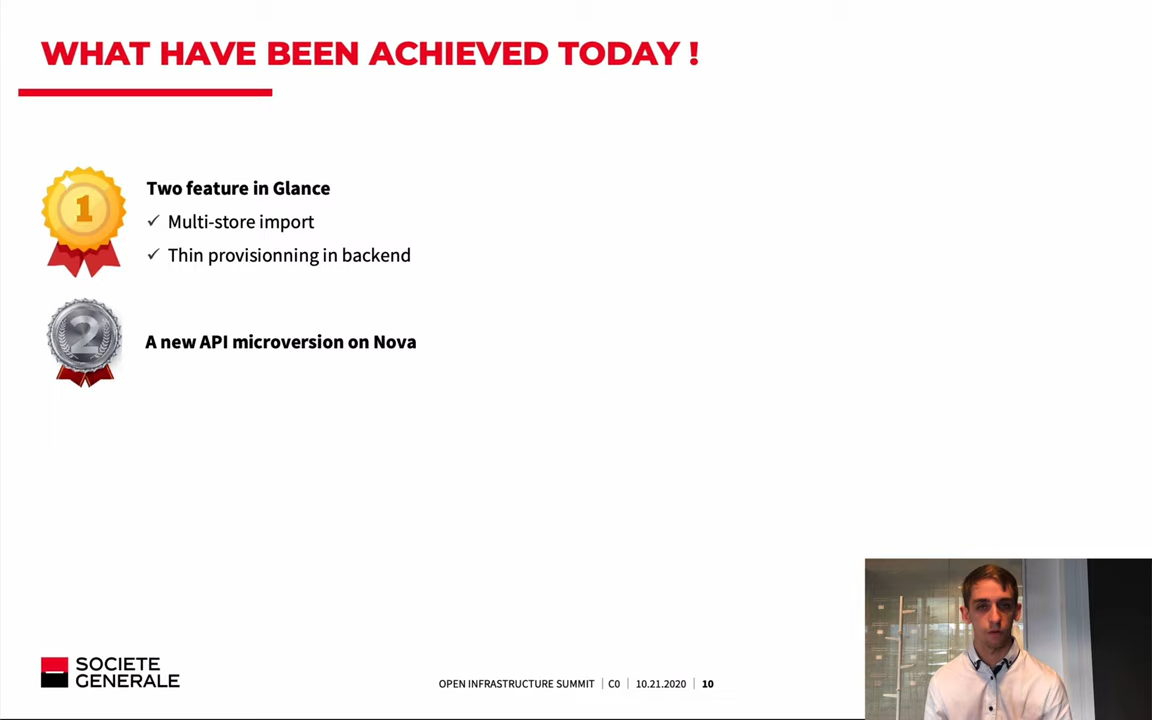 WHAT HAVE BEEN ACHIEVED TODAY !
1
Two feature in Glance
✓ Multi-store import
✓ Thin provisionning in backend
2
A new API microversion on Nova
SOCIETE
GENERALE
OPEN INFRASTRUCTURE SUMMIT | C0 | 10.21.2020 | 10